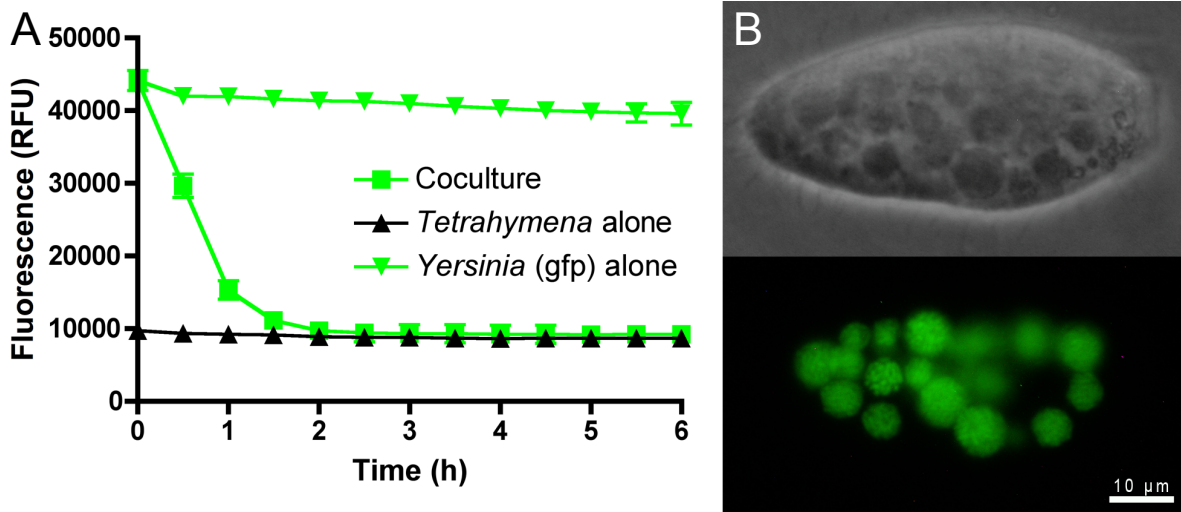 A
50000
40000
30000
20000
10000
0
Fluorescence (RFU)
Coculture
Tetrahymena alone
Yersinia (gfp) alone
0 1 2 3 4 5 6
Time (h)
B
10 µm